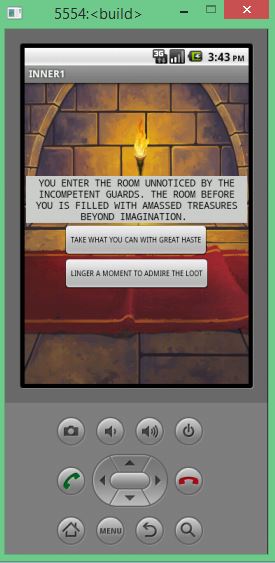 5554:<build>
3G
3:43 PM
INNER1
YOU ENTER THE ROOM UNNOTICED BY THE
INCOMPETENT GUARDS. THE ROOM BEFORE
YOU IS FILLED WITH AMASSED TREASURES
BEYOND IMAGINATION.
TAKE WHAT YOU CAN WITH GREAT HASTE
LINGER A MOMENT TO ADMIRE THE LOOT
MENU